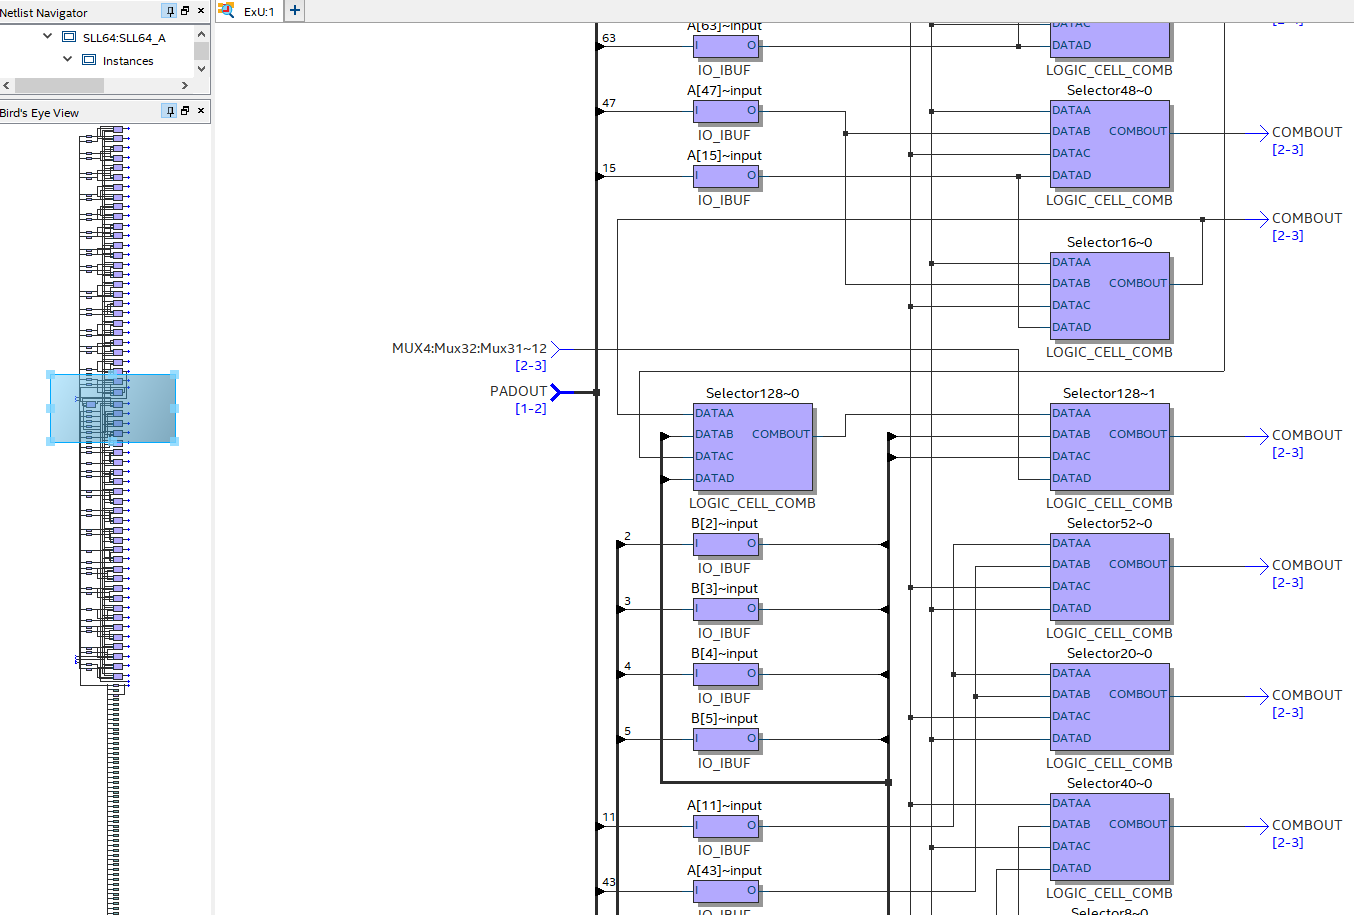 Netlist Navigator
SLL64:SLL64_A
Instances
Bird's Eye View
ExU:1
A[63]~input
63
I O
IO_IBUF
DATAC
DATAD
LOGIC_CELL_COMB
A[47]~input
47
I O
IO_IBUF
Selector48~0
DATAA
DATAB COMBOUT
DATAC
DATAD
LOGIC_CELL_COMB
COMBOUT
[2-3]
A[15]~input
15
I O
IO_IBUF
COMBOUT
[2-3]
Selector16~0
DATAA
DATAB COMBOUT
DATAC
DATAD
LOGIC_CELL_COMB
MUX4:Mux32:Mux31~12
[2-3]
PADOUT
[1-2]
Selector128~0
DATAA
DATAB COMBOUT
DATAC
DATAD
LOGIC_CELL_COMB
Selector128~1
DATAA
DATAB COMBOUT
DATAC
DATAD
LOGIC_CELL_COMB
COMBOUT
[2-3]
B[2]~input
2
I O
IO_IBUF
Selector52~0
DATAA
DATAB COMBOUT
DATAC
DATAD
LOGIC_CELL_COMB
COMBOUT
[2-3]
B[3]~input
3
I O
IO_IBUF
B[4]~input
4
I O
IO_IBUF
Selector20~0
DATAA
DATAB COMBOUT
DATAC
DATAD
LOGIC_CELL_COMB
COMBOUT
[2-3]
B[5]~input
5
I O
IO_IBUF
A[11]~input
11
I O
IO_IBUF
Selector40~0
DATAA
DATAB COMBOUT
DATAC
DATAD
LOGIC_CELL_COMB
COMBOUT
[2-3]
A[43]~input
43
I O
IO_IBUF
Selector8~0